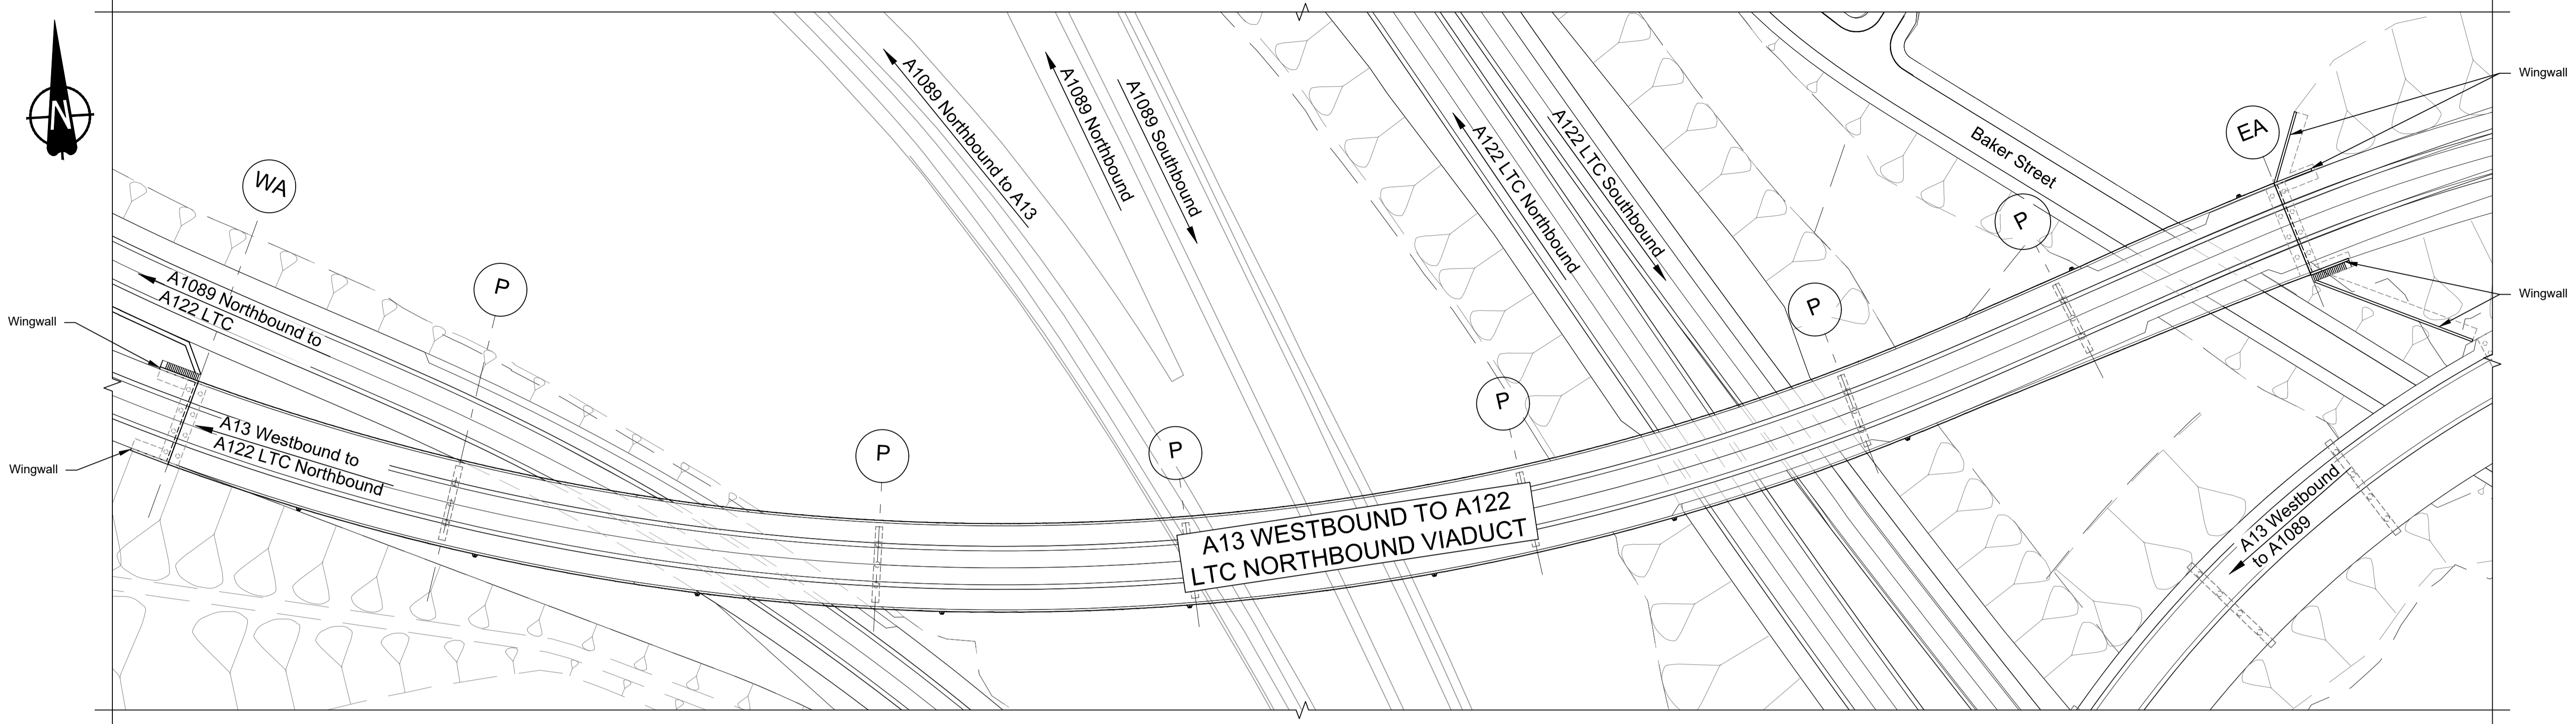 N
WA
P
P
P
P
P
P
EA
Wingwall
Wingwall
Wingwall
Wingwall
A1089 Northbound to
A122 LTC
A13 Westbound to
A122 LTC Northbound
A1089 Northbound to A13
A1089 Northbound
A1089 Southbound
A122 LTC Northbound
A122 LTC Southbound
Baker Street
A13 WESTBOUND TO A122
LTC NORTHBOUND VIADUCT
A13 Westbound
to A1089